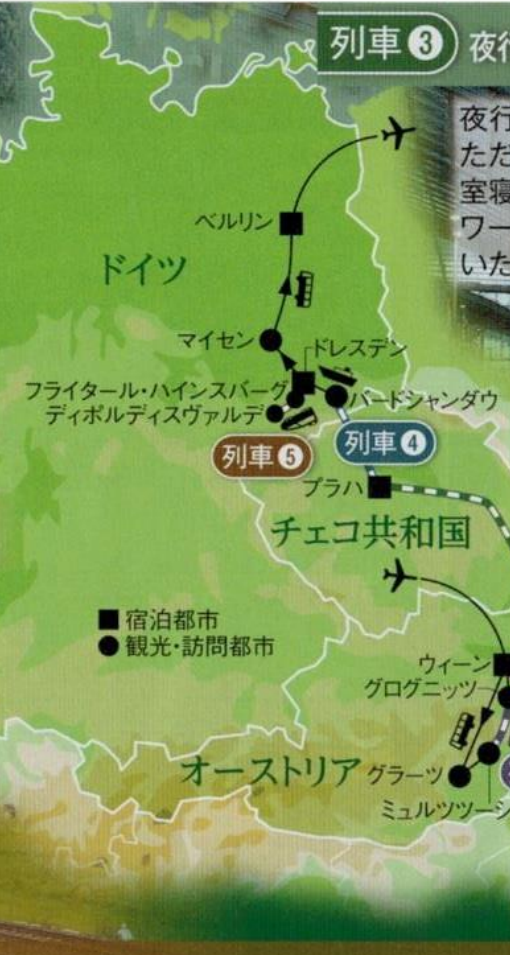 列車❸ 夜行
夜行
ただ
室寝
ワー
いた
ベルリン
ドイツ
マイセン
ドレスデン
フライタール・ハインスバーグ
ディポルディスヴァルデ
バードシャンダウ
列車❺
列車❹
プラハ
チェコ共和国
■宿泊都市
●観光・訪問都市
ウィーン
グログニッツ
オーストリア
グラーツ
ミュルツツーシ